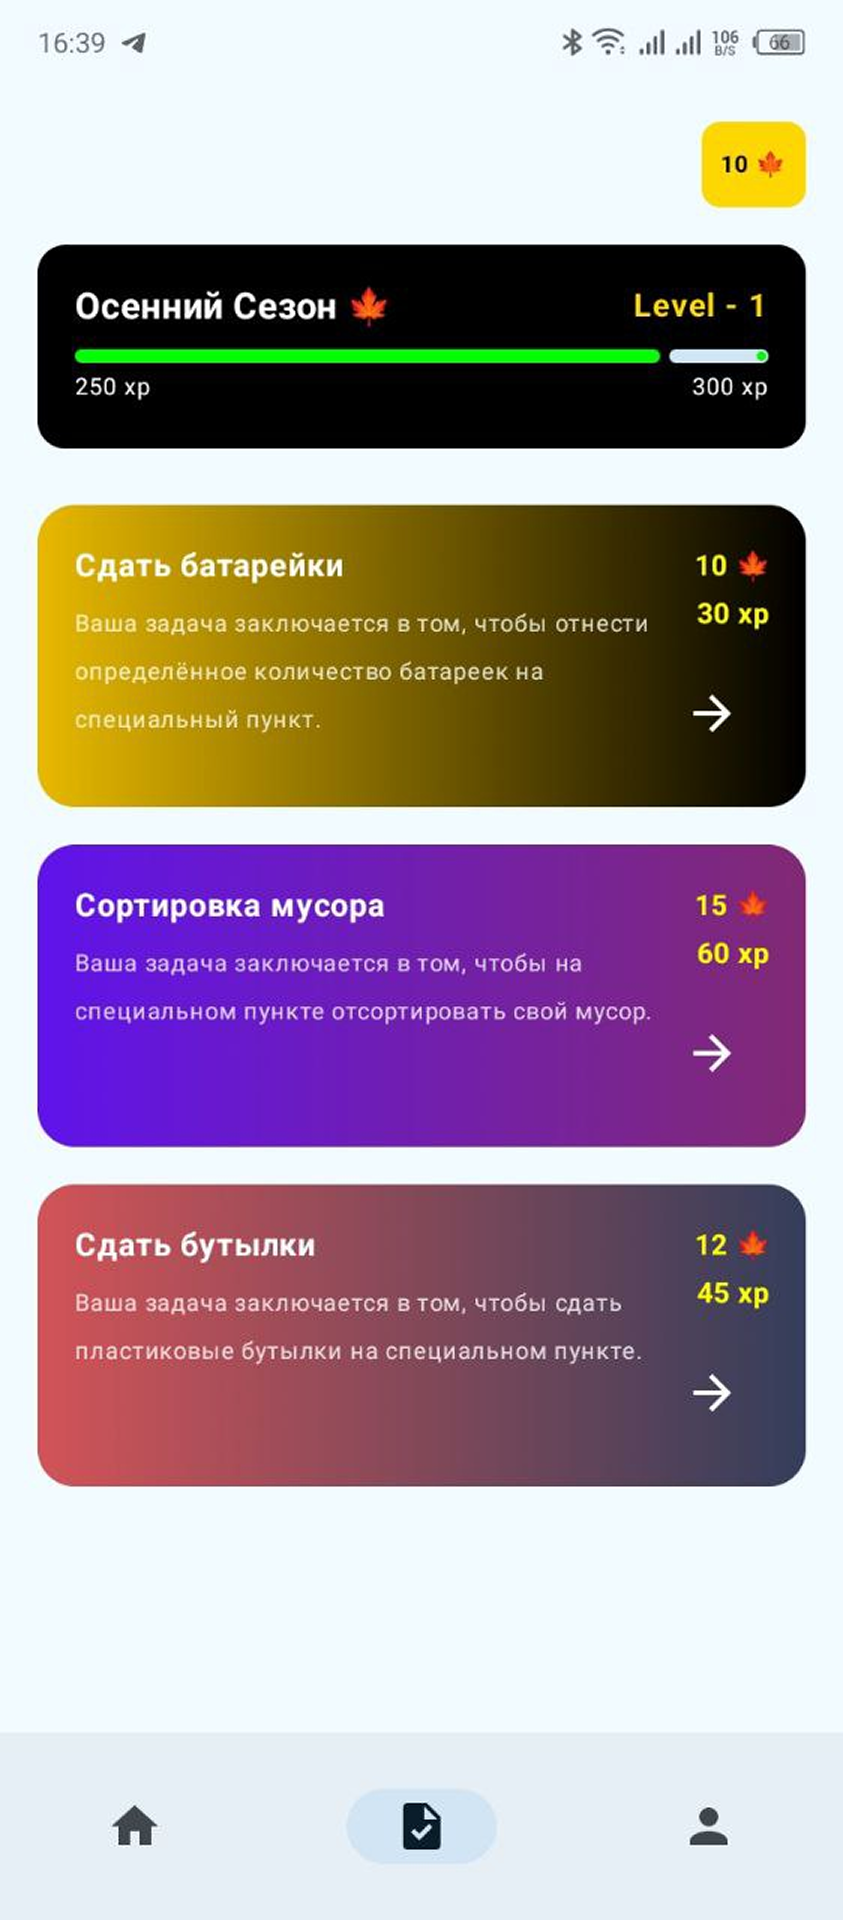 16:39
106
B/S
66
10 🍁
Осенний Сезон 🍁
Level - 1
250 xp
300 xp
Сдать батарейки
10 🍁
Ваша задача заключается в том, чтобы отнести
30 xp
определённое количество батареек на
специальный пункт.
Сортировка мусора
15 🍁
Ваша задача заключается в том, чтобы на
60 xp
специальном пункте отсортировать свой мусор.
Сдать бутылки
12 🍁
Ваша задача заключается в том, чтобы сдать
45 xp
пластиковые бутылки на специальном пункте.